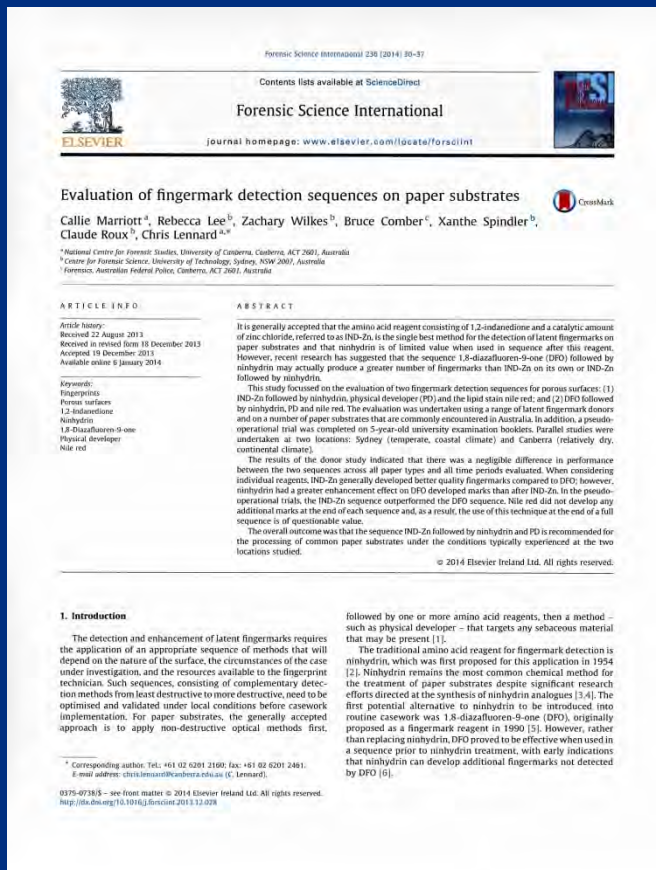 Forensic Science International 236 (2014) 30–37
Contents lists available at ScienceDirect
Forensic Science International
journal homepage: www.elsevier.com/locate/forsciint
ELSEVIER
FSI
Evaluation of fingermark detection sequences on paper substrates
CrossMark
Callie Marriott a, Rebecca Lee b, Zachary Wilkes b, Bruce Comber c, Xanthe Spindler b,
Claude Roux b, Chris Lennard a,*
a National Centre for Forensic Studies, University of Canberra, Canberra, ACT 2601, Australia
b Centre for Forensic Science, University of Technology, Sydney, NSW 2007, Australia
c Forensics, Australian Federal Police, Canberra, ACT 2601, Australia
ARTICLE INFO
Article history:
Received 22 August 2013
Received in revised form 18 December 2013
Accepted 19 December 2013
Available online 6 January 2014
Keywords:
Fingerprints
Porous surfaces
1,2-Indanedione
Ninhydrin
1,8-Diazafluoren-9-one
Physical developer
Nile red
ABSTRACT
It is generally accepted that the amino acid reagent consisting of 1,2-indanedione and a catalytic amount
of zinc chloride, referred to as IND-Zn, is the single best method for the detection of latent fingermarks on
paper substrates and that ninhydrin is of limited value when used in sequence after this reagent.
However, recent research has suggested that the sequence 1,8-diazafluoren-9-one (DFO) followed by
ninhydrin may actually produce a greater number of fingermarks than IND-Zn on its own or IND-Zn
followed by ninhydrin.
This study focussed on the evaluation of two fingermark detection sequences for porous surfaces: (1)
IND-Zn followed by ninhydrin, physical developer (PD) and the lipid stain nile red; and (2) DFO followed
by ninhydrin, PD and nile red. The evaluation was undertaken using a range of latent fingermark donors
and on a number of paper substrates that are commonly encountered in Australia. In addition, a pseudo-
operational trial was completed on 5-year-old university examination booklets. Parallel studies were
undertaken at two locations: Sydney (temperate, coastal climate) and Canberra (relatively dry,
continental climate).
The results of the donor study indicated that there was a negligible difference in performance
between the two sequences across all paper types and all time periods evaluated. When considering
individual reagents, IND-Zn generally developed better quality fingermarks compared to DFO; however,
ninhydrin had a greater enhancement effect on DFO developed marks than after IND-Zn. In the pseudo-
operational trials, the IND-Zn sequence outperformed the DFO sequence. Nile red did not develop any
additional marks at the end of each sequence and, as a result, the use of this technique at the end of a full
sequence is of questionable value.
The overall outcome was that the sequence IND-Zn followed by ninhydrin and PD is recommended for
the processing of common paper substrates under the conditions typically experienced at the two
locations studied.
© 2014 Elsevier Ireland Ltd. All rights reserved.
1. Introduction
The detection and enhancement of latent fingermarks requires
the application of an appropriate sequence of methods that will
depend on the nature of the surface, the circumstances of the case
under investigation, and the resources available to the fingerprint
technician. Such sequences, consisting of complementary detec-
tion methods from least destructive to more destructive, need to be
optimised and validated under local conditions before casework
implementation. For paper substrates, the generally accepted
approach is to apply non-destructive optical methods first,
* Corresponding author. Tel.: +61 02 6201 2160; fax: +61 02 6201 2461.
E-mail address: chris.lennard@canberra.edu.au (C. Lennard).
0375-0738/$ – see front matter © 2014 Elsevier Ireland Ltd. All rights reserved.
http://dx.doi.org/10.1016/j.forsciint.2013.12.028
followed by one or more amino acid reagents, then a method –
such as physical developer – that targets any sebaceous material
that may be present [1].
The traditional amino acid reagent for fingermark detection is
ninhydrin, which was first proposed for this application in 1954
[2]. Ninhydrin remains the most common chemical method for
the treatment of paper substrates despite significant research
efforts directed at the synthesis of ninhydrin analogues [3,4]. The
first potential alternative to ninhydrin to be introduced into
routine casework was 1,8-diazafluoren-9-one (DFO), originally
proposed as a fingermark reagent in 1990 [5]. However, rather
than replacing ninhydrin, DFO proved to be effective when used in
a sequence prior to ninhydrin treatment, with early indications
that ninhydrin can develop additional fingermarks not detected
by DFO [6].